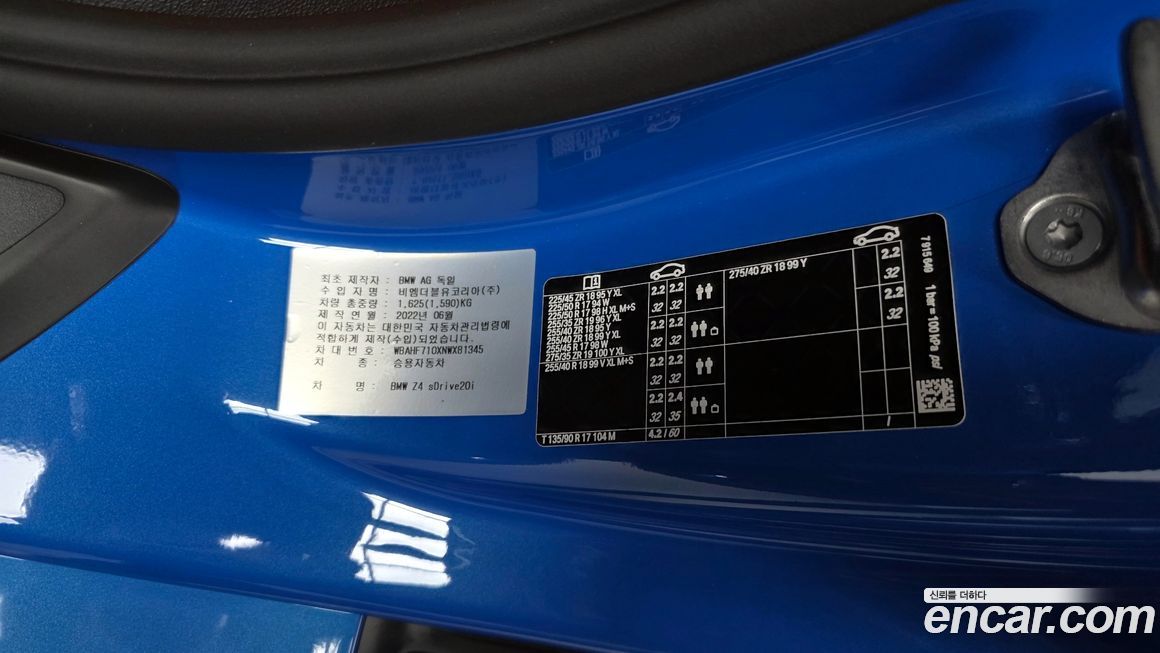 최초 제작자 : BMW AG 독일
수 입 자 명 : 비엠더블유코리아(주)
차량 총중량 : 1,625(1,590)KG
제 작 연 월 : 2022년 06월
이 자동차는 대한민국 자동차관리법령에
적합하게 제작(수입)되었습니다.
차 대 번 호 : WBAHF710XNWX81345
차 종 : 승용자동차
차 명 : BMW Z4 sDrive20i
225/45 ZR 18 95 Y XL
225/50 R 17 94 W
225/50 R 17 98 H XL M+S
255/35 ZR 19 96 Y XL
255/40 ZR 18 95 Y
255/40 ZR 18 99 Y XL
255/45 R 17 98 W
275/35 ZR 19 100 Y XL
255/40 R 18 99 V XL M+S
2.2 2.2
32 32
2.2 2.2
32 32
2.2 2.2
32 32
2.2 2.4
32 35
T 135/90 R 17 104 M
4.2 / 60
275/40 ZR 18 99 Y
2.2
32
2.2
32
/
7 915 649
1 bar = 100 kPa
psi
신뢰를 더하다
encar.com